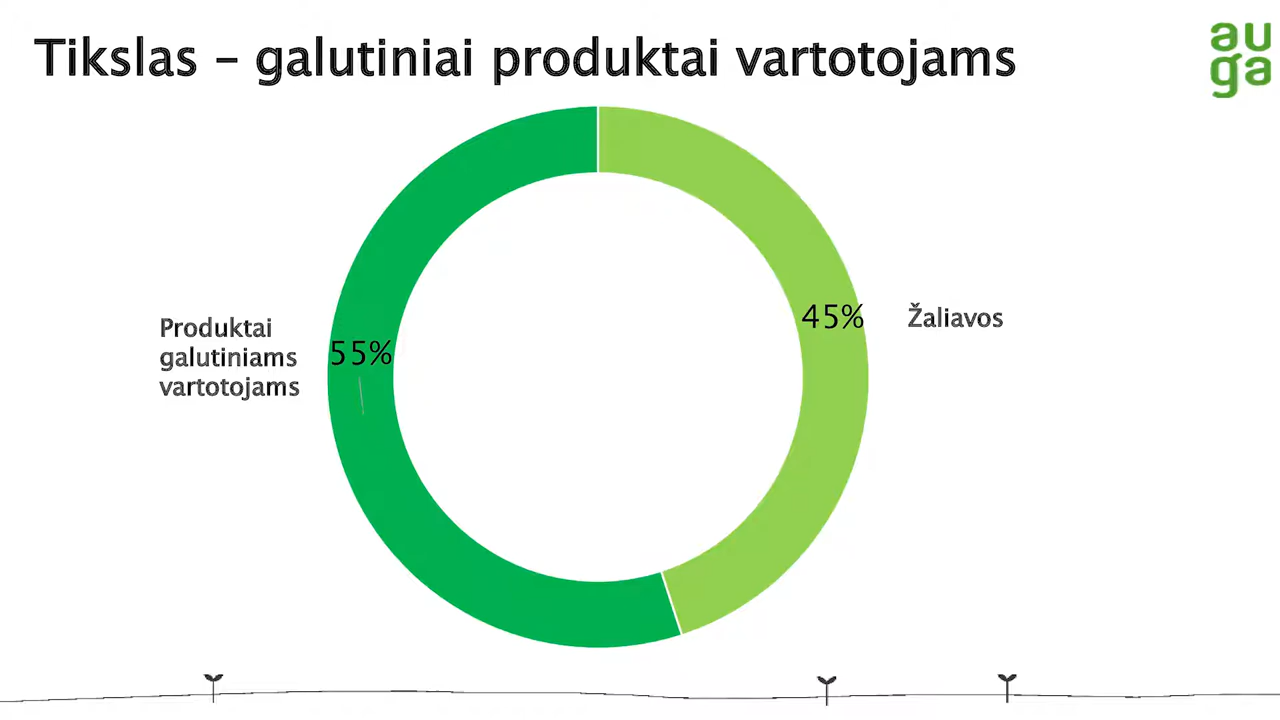 Tikslas – galutiniai produktai vartotojams
au
ga
Produktai
galutiniams
vartotojams
55%
45%
Žaliavos